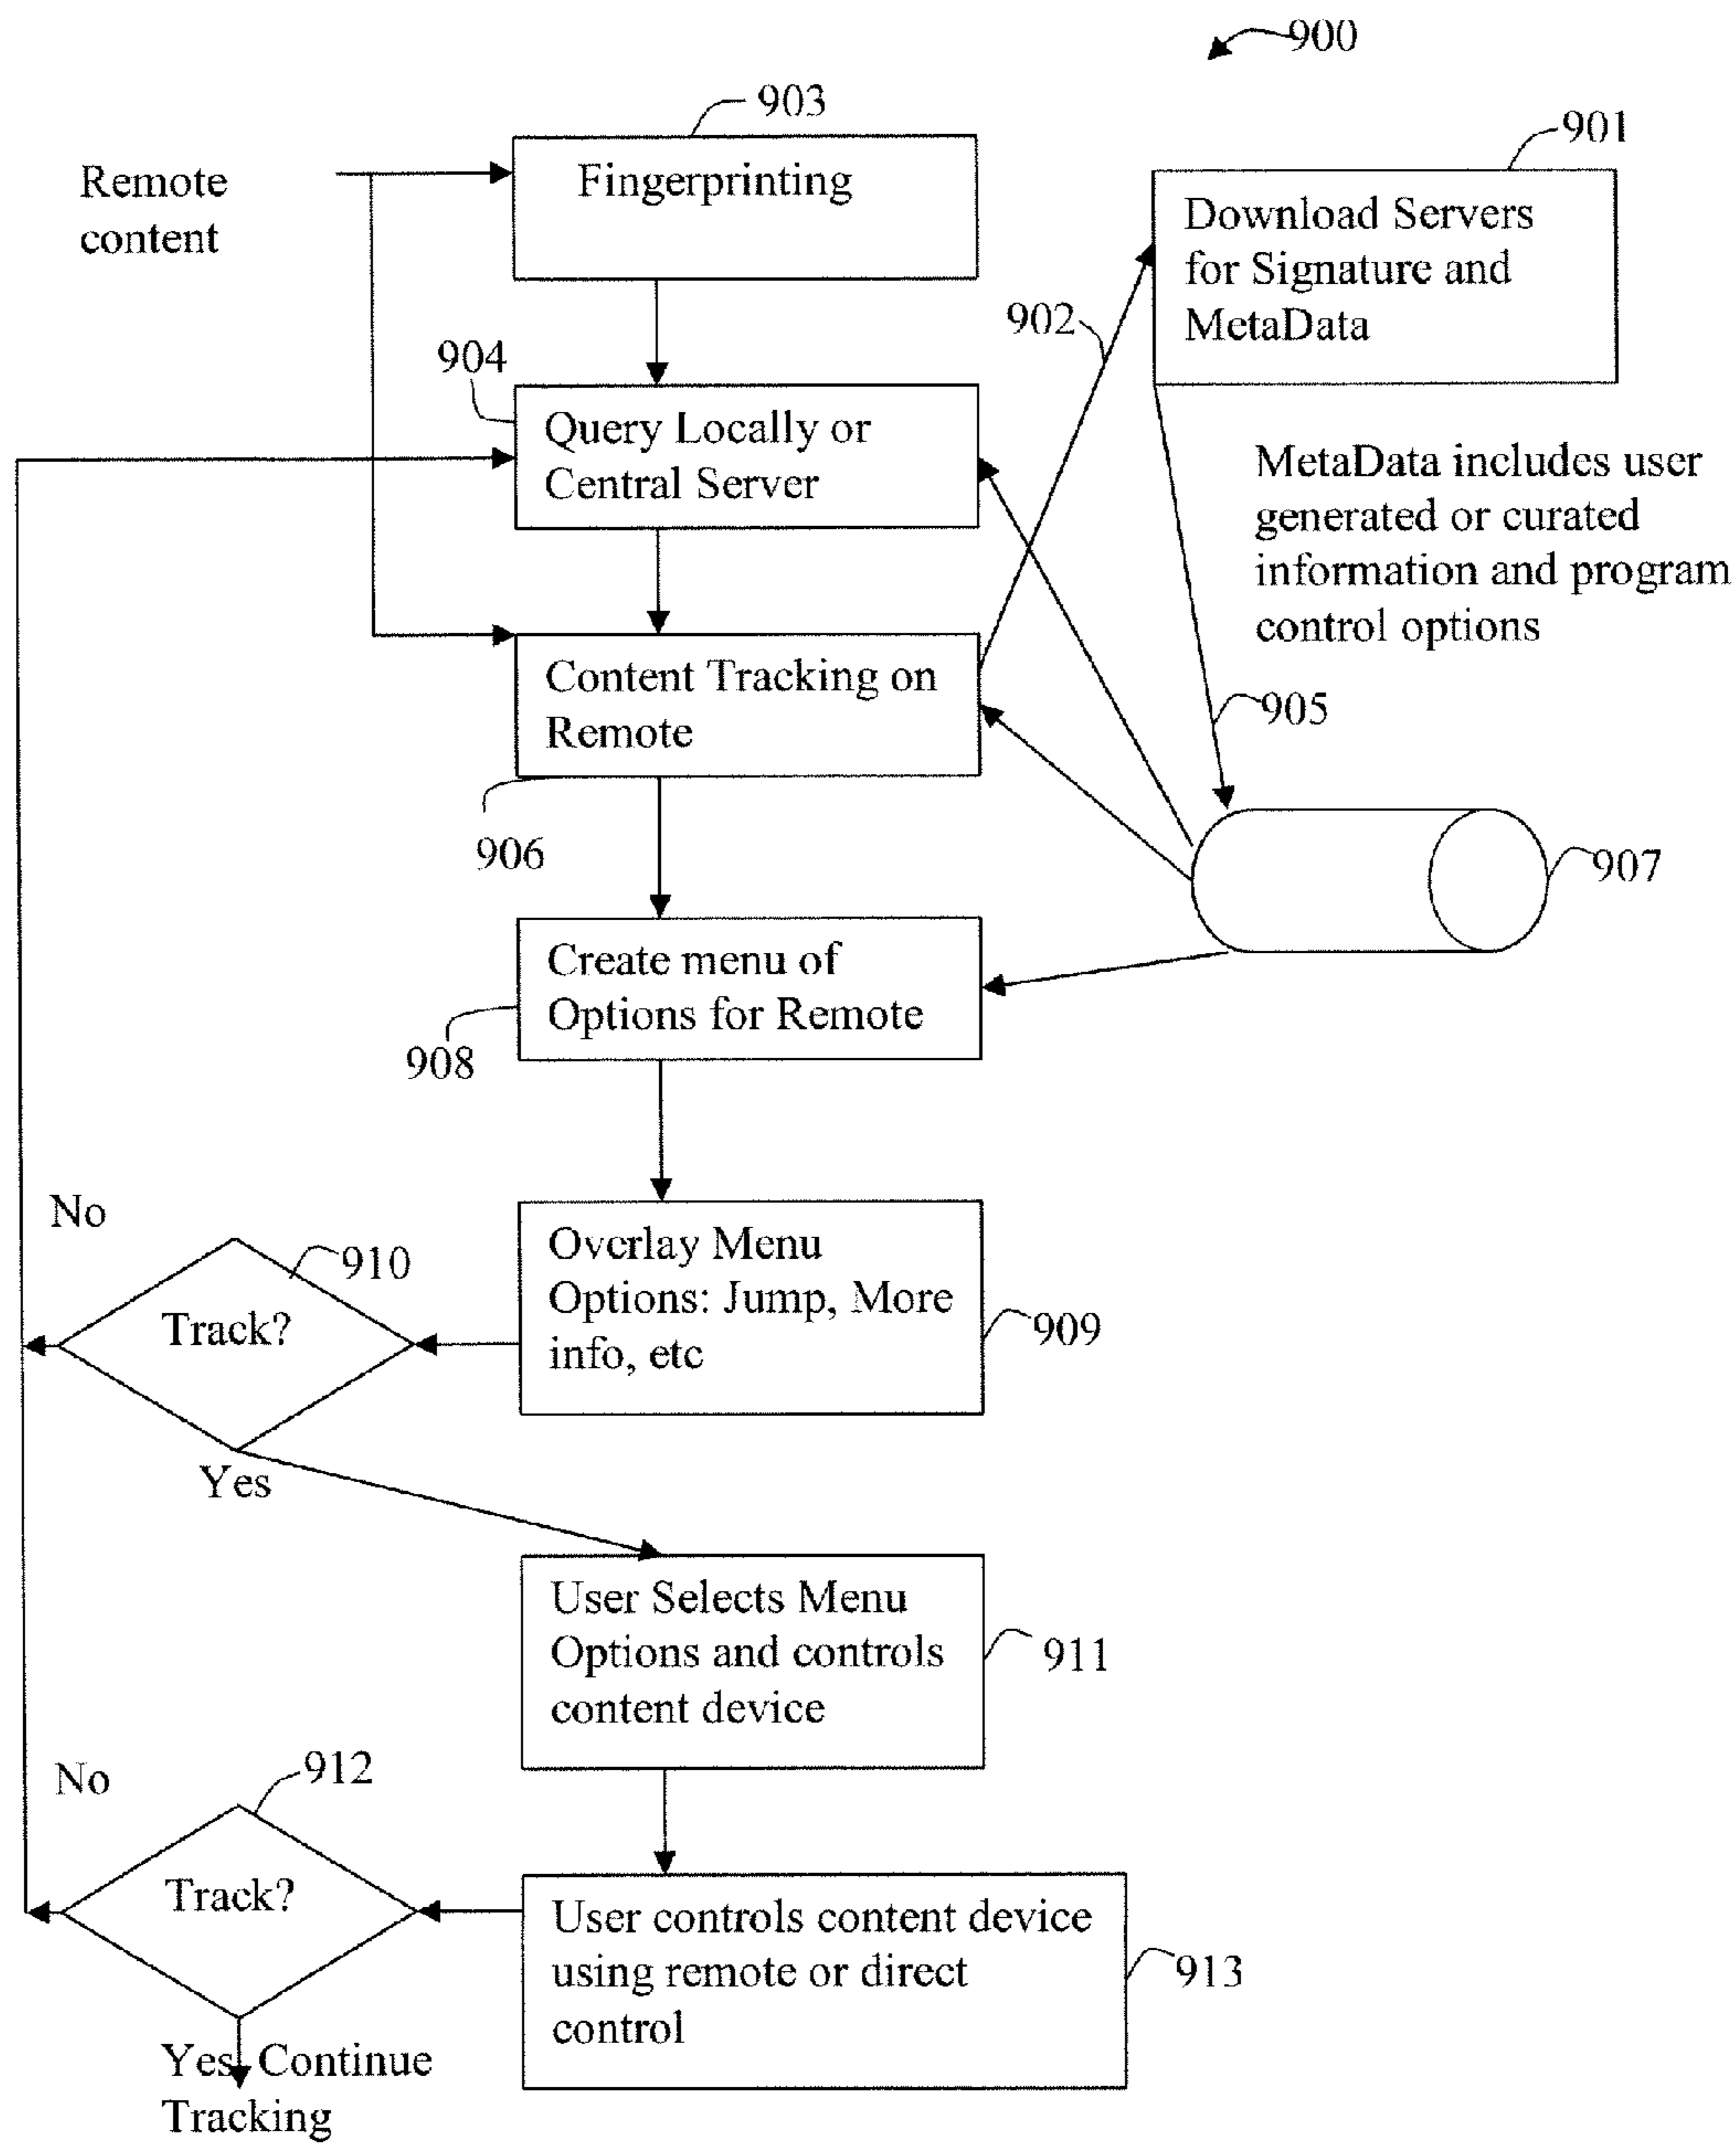 900
903
901
Remote
content
Fingerprinting
Download Servers
for Signature and
MetaData
902
904
Query Locally or
Central Server
MetaData includes user
generated or curated
information and program
control options
Content Tracking on
Remote
905
906
907
Create menu of
Options for Remote
908
No
910
Track?
Overlay Menu
Options: Jump, More
info, etc
909
Yes
User Selects Menu
Options and controls
content device
911
No
912
Track?
User controls content device
using remote or direct
control
913
Yes Continue
Tracking